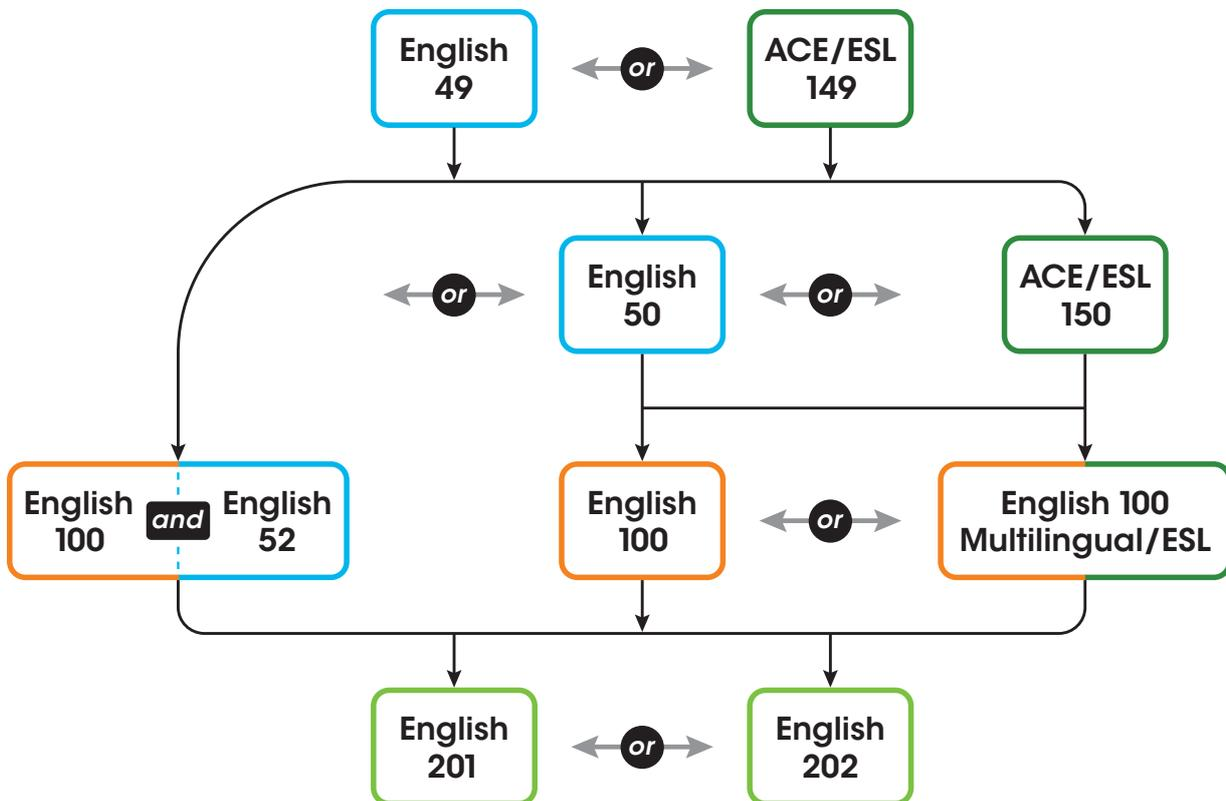 English
49
or
ACE/ESL
149
or
English
50
or
ACE/ESL
150
English
100
and
English
52
English
100
or
English 100
Multilingual/ESL
English
201
or
English
202